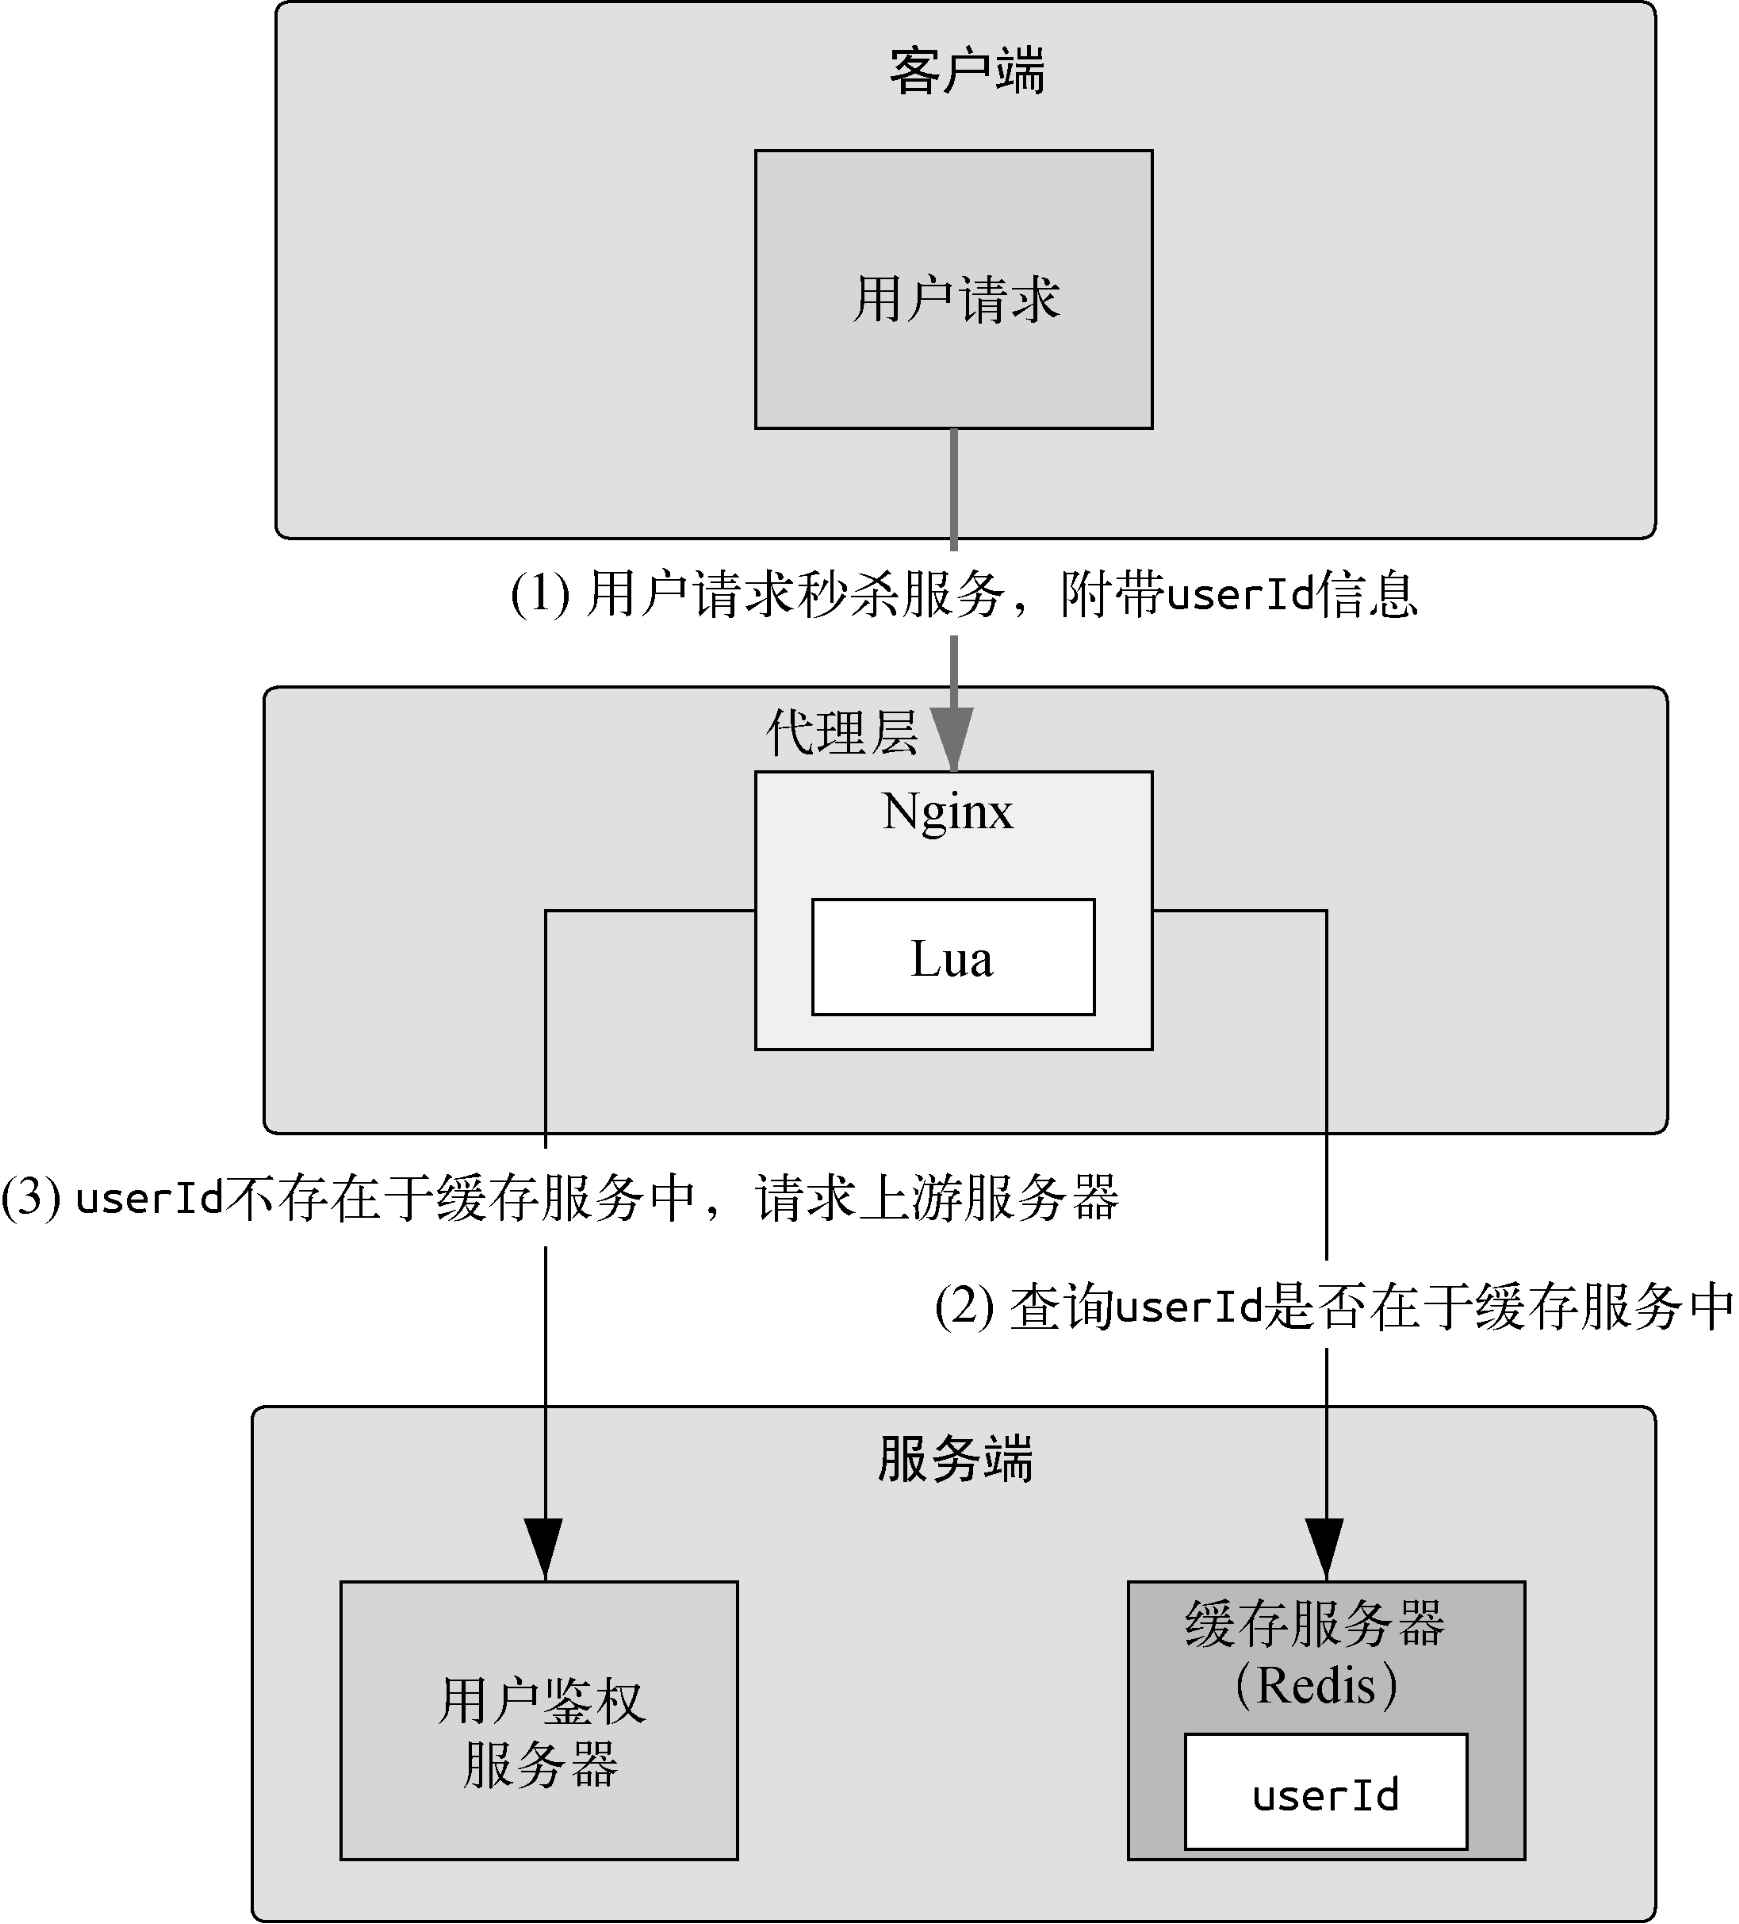 客户端
用户请求
(1) 用户请求秒杀服务，附带userId信息
代理层
Nginx
Lua
(3) userId不存在于缓存服务中，请求上游服务器
(2) 查询userId是否在于缓存服务中
服务端
用户鉴权
服务器
缓存服务器
（Redis）
userId